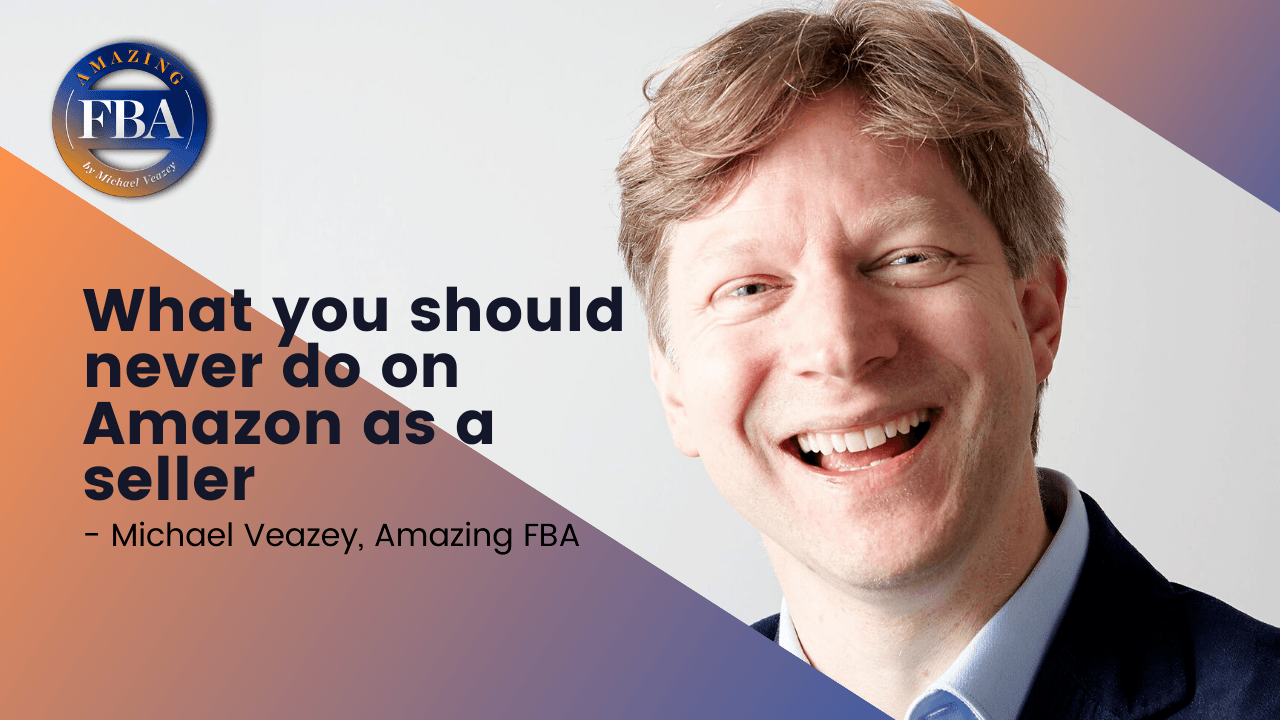 AMAZING
FBA
by Michael Veazey
What you should
never do on
Amazon as a
seller
- Michael Veazey, Amazing FBA